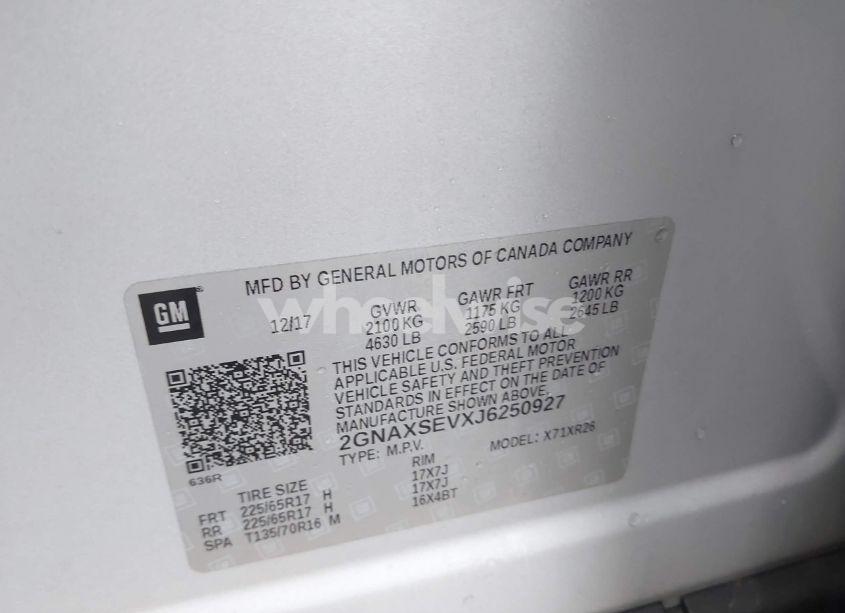 MFD BY GENERAL MOTORS OF CANADA COMPANY
GM
12/17 GVWR GAWR FRT GAWR RR
2100 KG 1175 KG 1200 KG
4630 LB 2590 LB 2645 LB
wheelwise
THIS VEHICLE CONFORMS TO ALL
APPLICABLE U.S. FEDERAL MOTOR
VEHICLE SAFETY AND THEFT PREVENTION
STANDARDS IN EFFECT ON THE DATE OF
MANUFACTURE SHOWN ABOVE.
2GNAXSEVXJ6250927
TYPE: M.P.V. MODEL: X71XR26
636R
TIRE SIZE RIM
FRT 225/65R17 H 17X7J
RR 225/65R17 H 17X7J
SPA T135/70R16 M 16X4BT